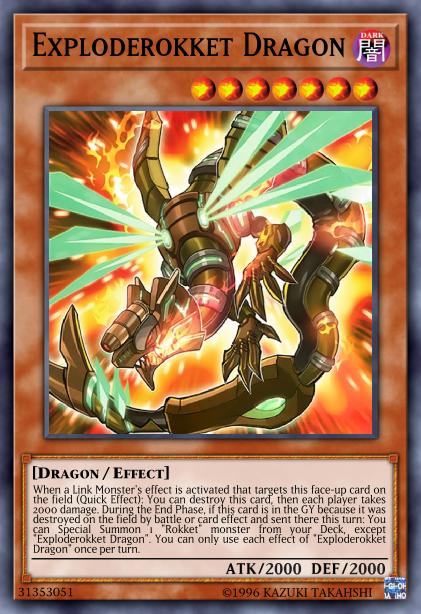 EXPLODEROKKET DRAGON
DARK
闇
[DRAGON / EFFECT]
When a Link Monster's effect is activated that targets this face-up card on
the field (Quick Effect): You can destroy this card, then each player takes
2000 damage. During the End Phase, if this card is in the GY because it was
destroyed on the field by battle or card effect and sent there this turn: You
can Special Summon 1 "Rokket" monster from your Deck, except
"Exploderokket Dragon". You can only use each effect of "Exploderokket
Dragon" once per turn.
ATK/2000 DEF/2000
31353051
©1996 KAZUKI TAKAHSHI